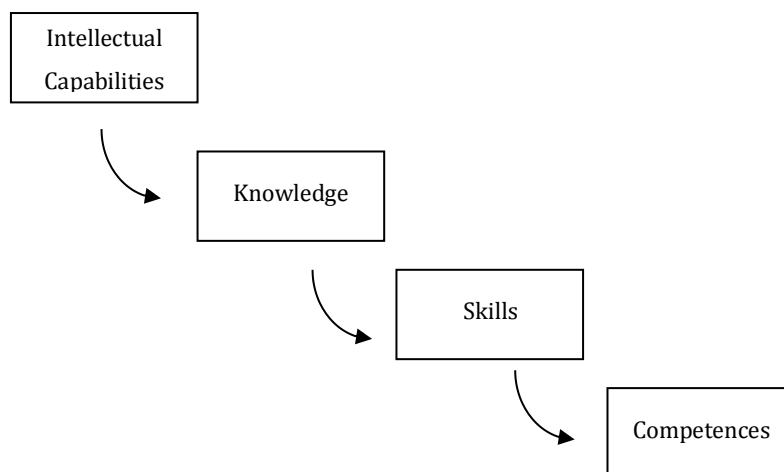 Intellectual
Capabilities
Knowledge
Skills
Competences